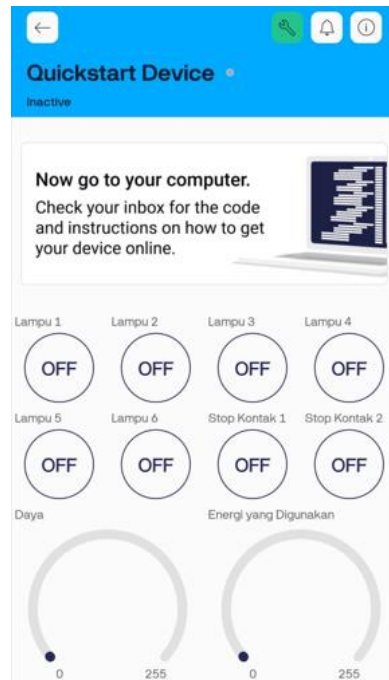 Quickstart Device
Inactive
Now go to your computer.
Check your inbox for the code
and instructions on how to get
your device online.
Lampu 1 Lampu 2 Lampu 3 Lampu 4
OFF OFF OFF OFF
Lampu 5 Lampu 6 Stop Kontak 1 Stop Kontak 2
OFF OFF OFF OFF
Daya Energi yang Digunakan
0 255 0 255